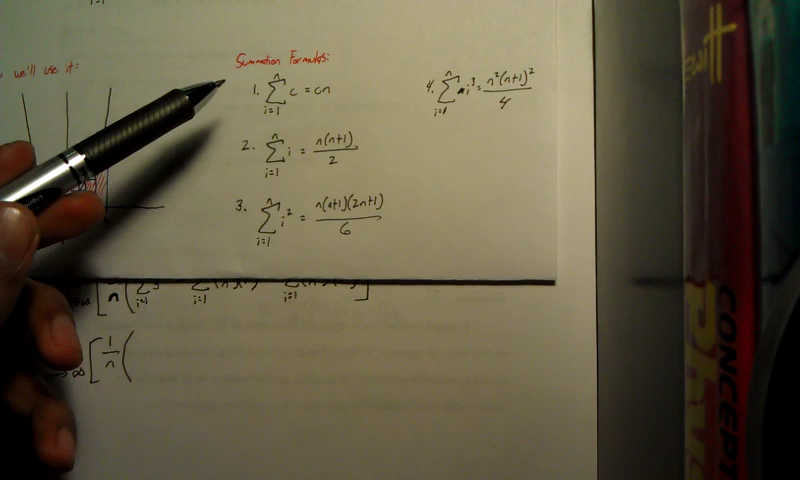 we'll use it:
Summation Formulas:
1. n∑i=1 c = cn
2. n∑i=1 i = n(n+1)/2
3. n∑i=1 i² = n(n+1)(2n+1)/6
4. n∑i=1 i³ = n²(n+1)²/4
[1/n (
Hewitt
CONCEPT